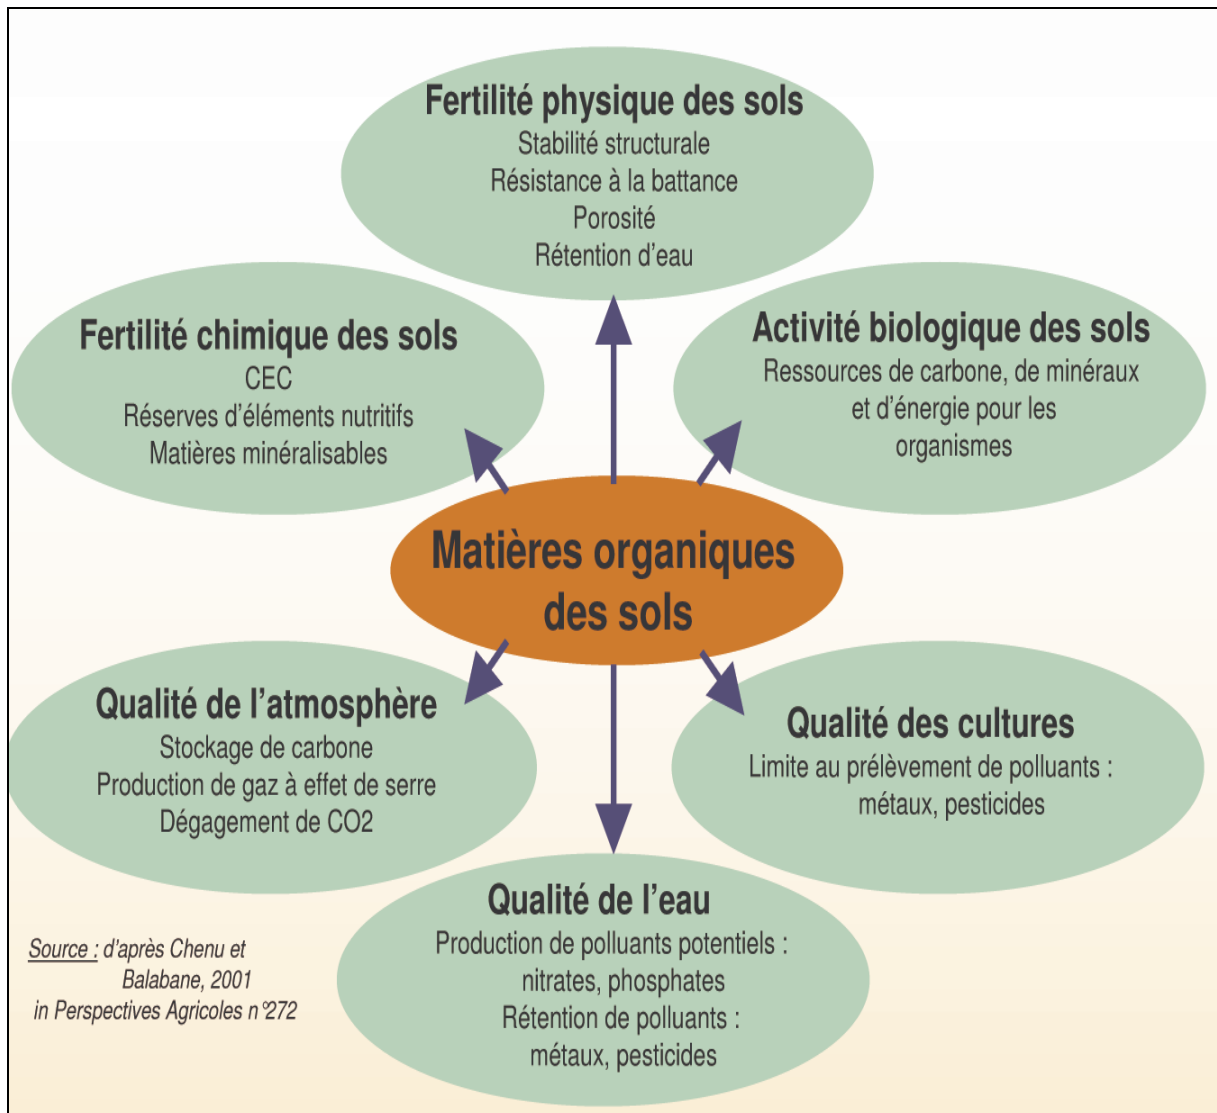 Fertilité physique des sols
Stabilité structurale
Résistance à la battance
Porosité
Rétention d'eau
Fertilité chimique des sols
CEC
Réserves d'éléments nutritifs
Matières minéralisables
Activité biologique des sols
Ressources de carbone, de minéraux
et d'énergie pour les
organismes
Matières organiques
des sols
Qualité de l'atmosphère
Stockage de carbone
Production de gaz à effet de serre
Dégagement de CO2
Qualité des cultures
Limite au prélèvement de polluants :
métaux, pesticides
Qualité de l'eau
Production de polluants potentiels :
nitrates, phosphates
Rétention de polluants :
métaux, pesticides
Source : d'après Chenu et
Balabane, 2001
in Perspectives Agricoles n°272